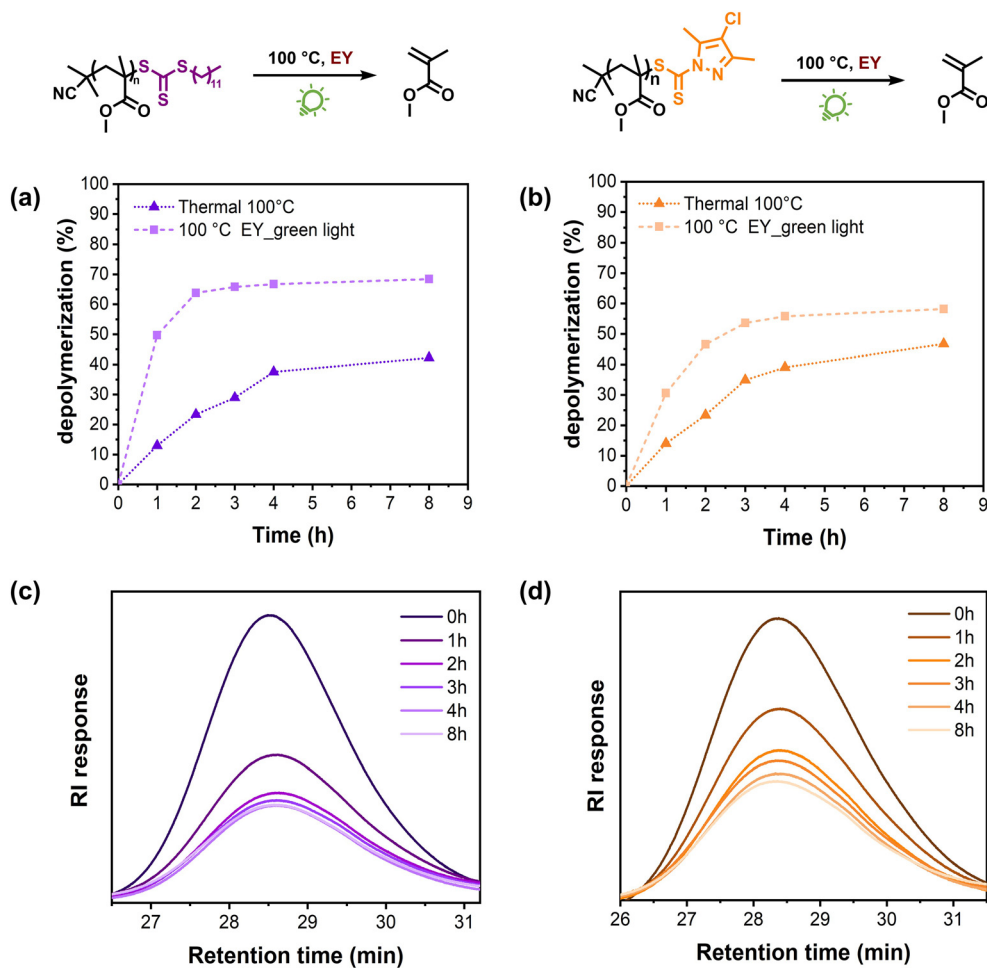 100 °C, EY
NC
O
O
n
S
S
S
11
O
O
100 °C, EY
NC
O
O
n
S
S
N
N
Cl
O
O
(a)
100
90
80
70
60
50
40
30
20
10
0
depolymerization (%)
Thermal 100°C
100 °C EY_green light
0 1 2 3 4 5 6 7 8 9
Time (h)
(b)
100
90
80
70
60
50
40
30
20
10
0
depolymerization (%)
Thermal 100°C
100 °C EY_green light
0 1 2 3 4 5 6 7 8 9
Time (h)
(c)
RI response
0h
1h
2h
3h
4h
8h
27 28 29 30 31
Retention time (min)
(d)
RI response
0h
1h
2h
3h
4h
8h
26 27 28 29 30 31
Retention time (min)